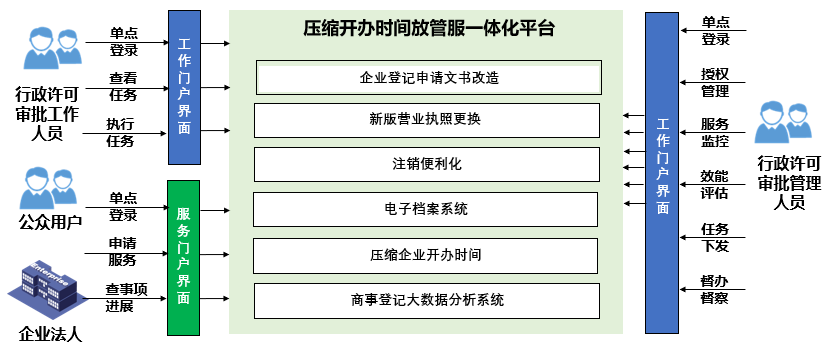 压缩开办时间放管服一体化平台
单点
登录
查看
任务
执行
任务
行政许可
审批工作
人员
工作门户界面
企业登记申请文书改造
新版营业执照更换
注销便利化
电子档案系统
压缩企业开办时间
商事登记大数据分析系统
公众用户
单点
登录
申请
服务
查事项
进展
Enterprise
企业法人
服务门户界面
工作门户界面
单点
登录
授权
管理
服务
监控
效能
评估
任务
下发
督办
督察
行政许可
审批管理
人员